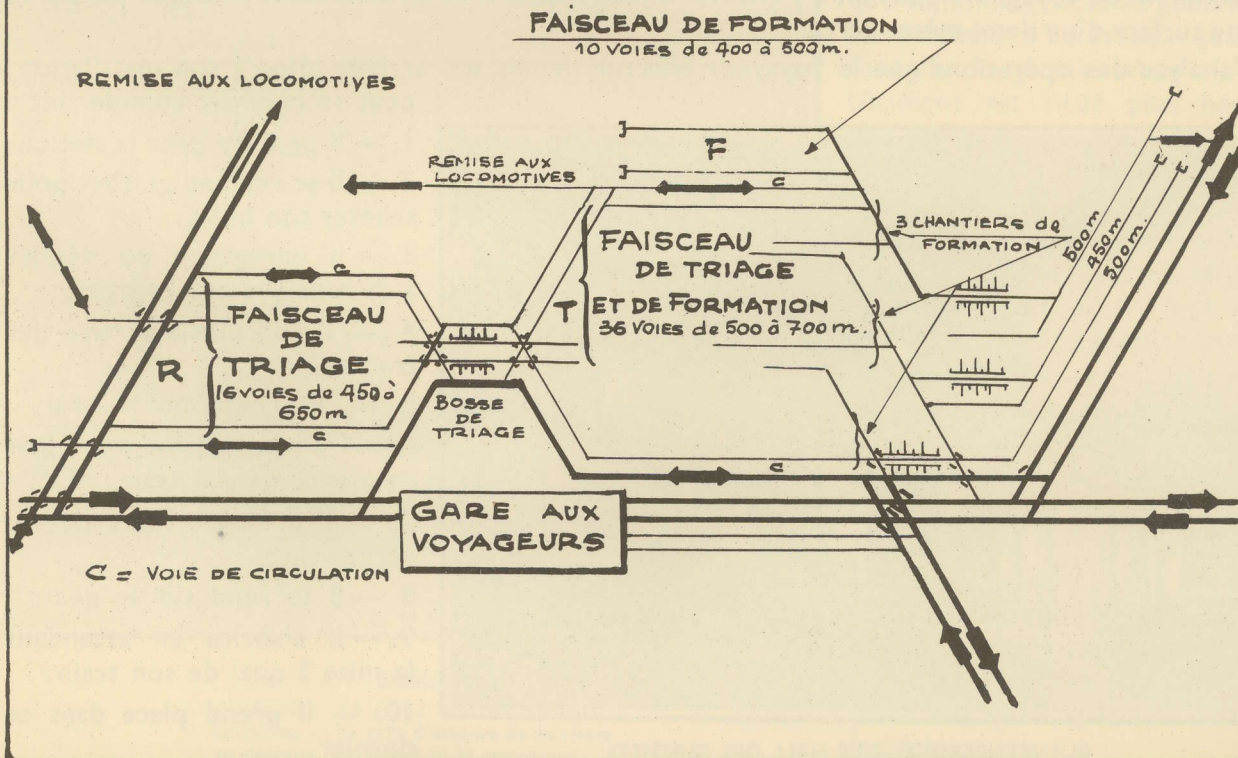 FAISCEAU DE FORMATION
10 VOIES de 400 à 500m.
REMISE AUX LOCOMOTIVES
REMISE AUX
LOCOMOTIVES
F
C
3 CHANTIERS de
FORMATION
500m
450m
500m.
C
C
C
FAISCEAU
DE TRIAGE
T
ET DE FORMATION
36 VOIES de 500 à 700m.
C
FAISCEAU
DE
TRIAGE
R
16 VOIES de 450 à
650m
C
BOSSE
DE
TRIAGE
C
GARE AUX
VOYAGEURS
C = VOIE DE CIRCULATION